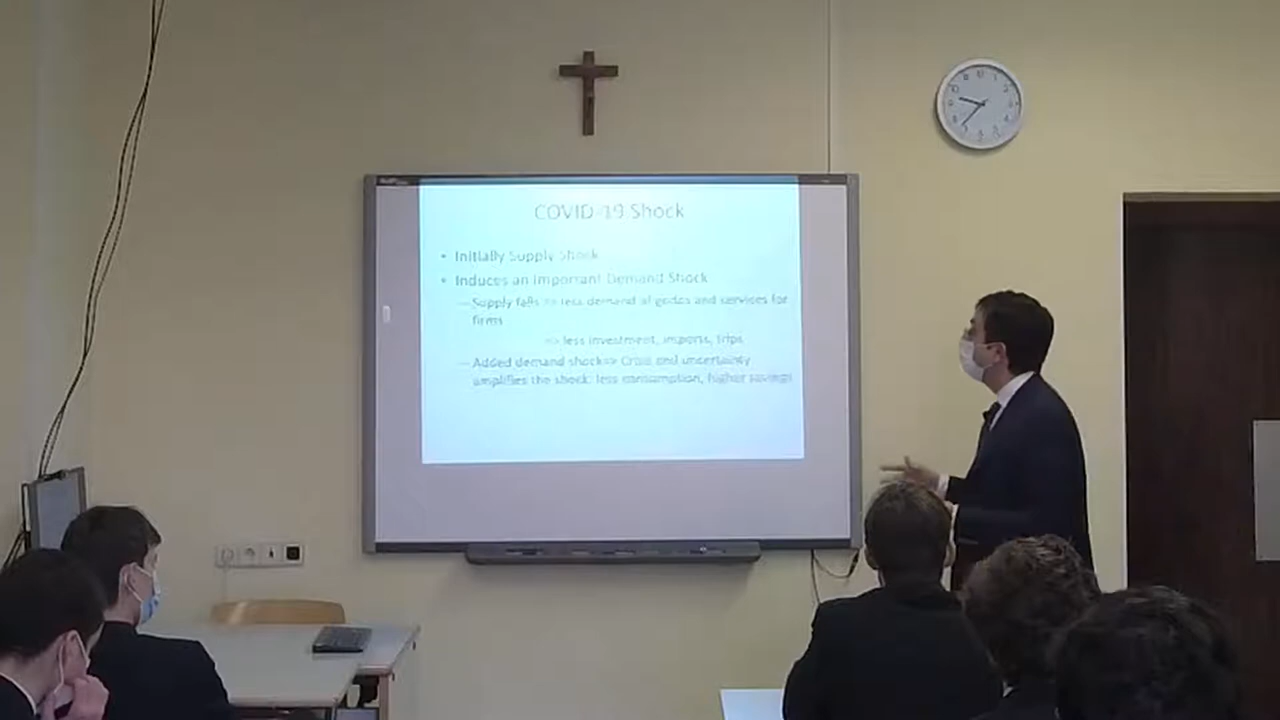 COVID-19 Shock
• Initially Supply Shock
• Induces an Important Demand Shock
– Supply falls => less demand of goods and services for
firms
=> less investment, imports, trips
– Added demand shock=> Crisis and uncertainty
amplifies the shock: less consumption, higher savings